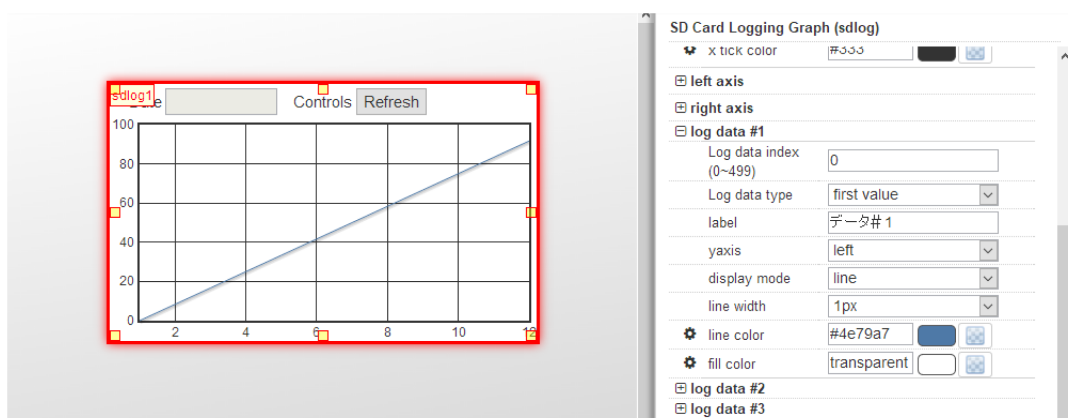 SD Card Logging Graph (sdlog)
x tick color #333
left axis
right axis
log data #1
Log data index
(0~499) 0
Log data type first value
label データ#1
yaxis left
display mode line
line width 1px
line color #4e79a7
fill color transparent
log data #2
log data #3
sdlog1
Date Controls Refresh
100
80
60
40
20
0
2 4 6 8 10 12